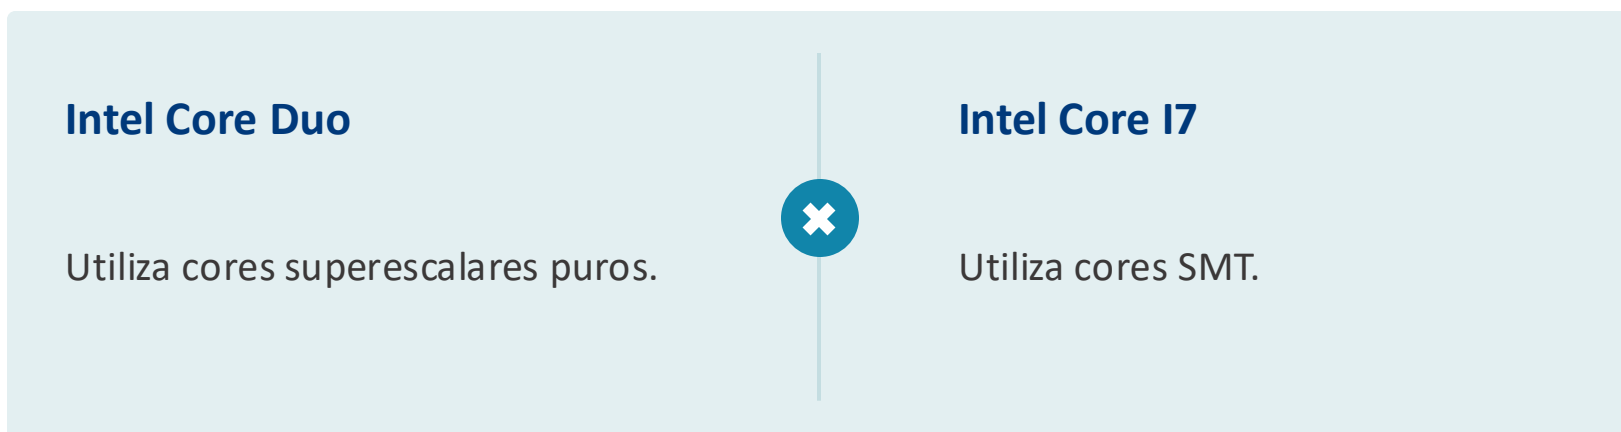 Intel Core Duo
Utiliza cores superescalares puros.
Intel Core I7
Utiliza cores SMT.